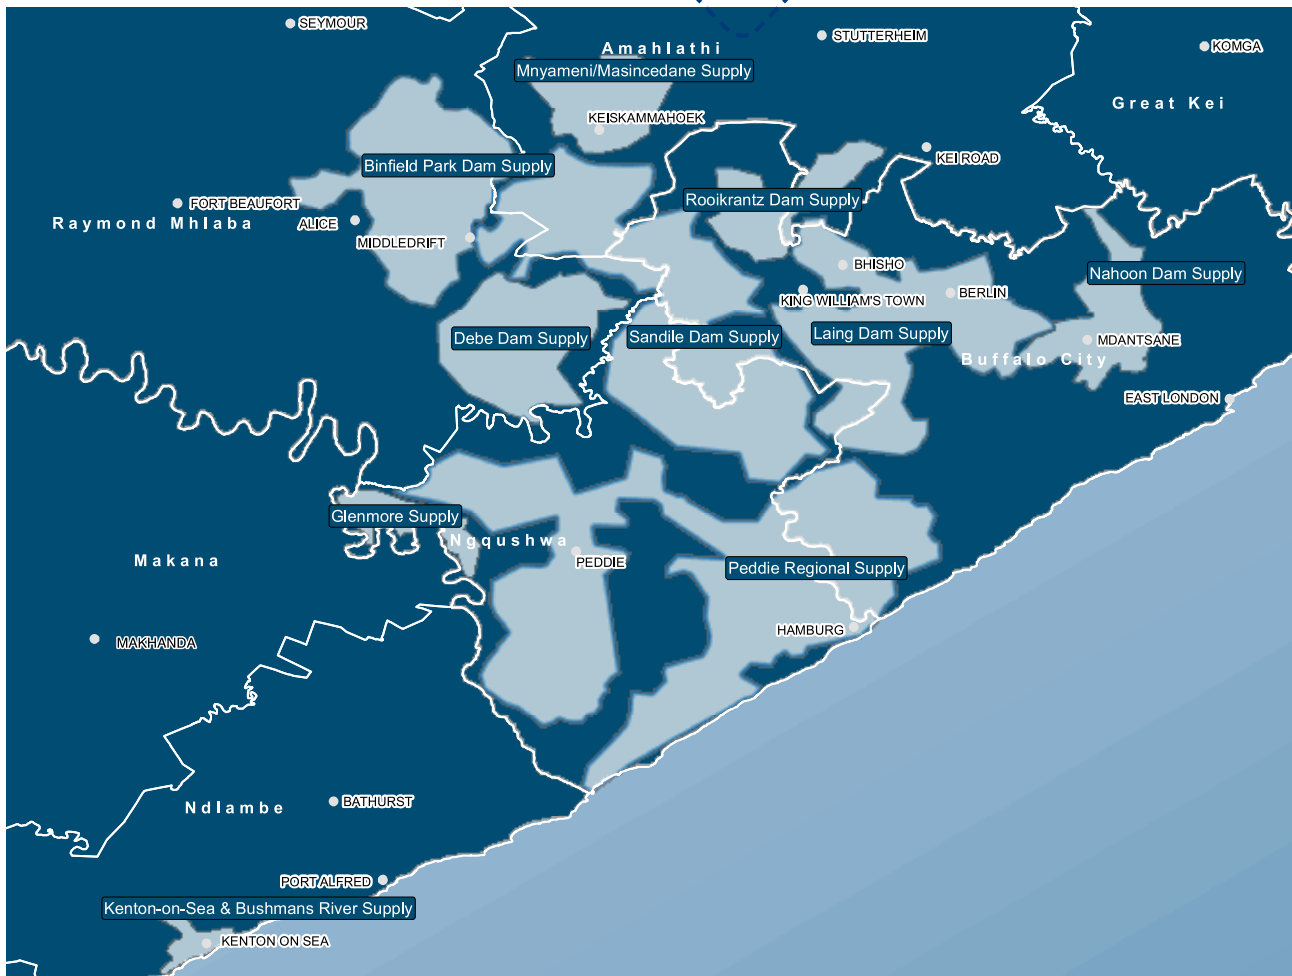 SEYMOUR
STUTTERHEIM
KOMGA
Amahlathi
Mnyameni/Masincedane Supply
Great Kei
KEISKAMMAHOEK
KEI ROAD
Binfield Park Dam Supply
Rooikrantz Dam Supply
FORT BEAUFORT
Raymond Mhlaba
ALICE
MIDDLEDRIFT
BHISHO
Nahoon Dam Supply
KING WILLIAM'S TOWN
BERLIN
Debe Dam Supply
Sandile Dam Supply
Laing Dam Supply
MDANTSANE
Buffalo City
EAST LONDON
Glenmore Supply
Ngqushwa
Makana
PEDDIE
Peddie Regional Supply
HAMBURG
MAKHANDA
Ndlambe
BATHURST
PORT ALFRED
Kenton-on-Sea & Bushmans River Supply
KENTON ON SEA